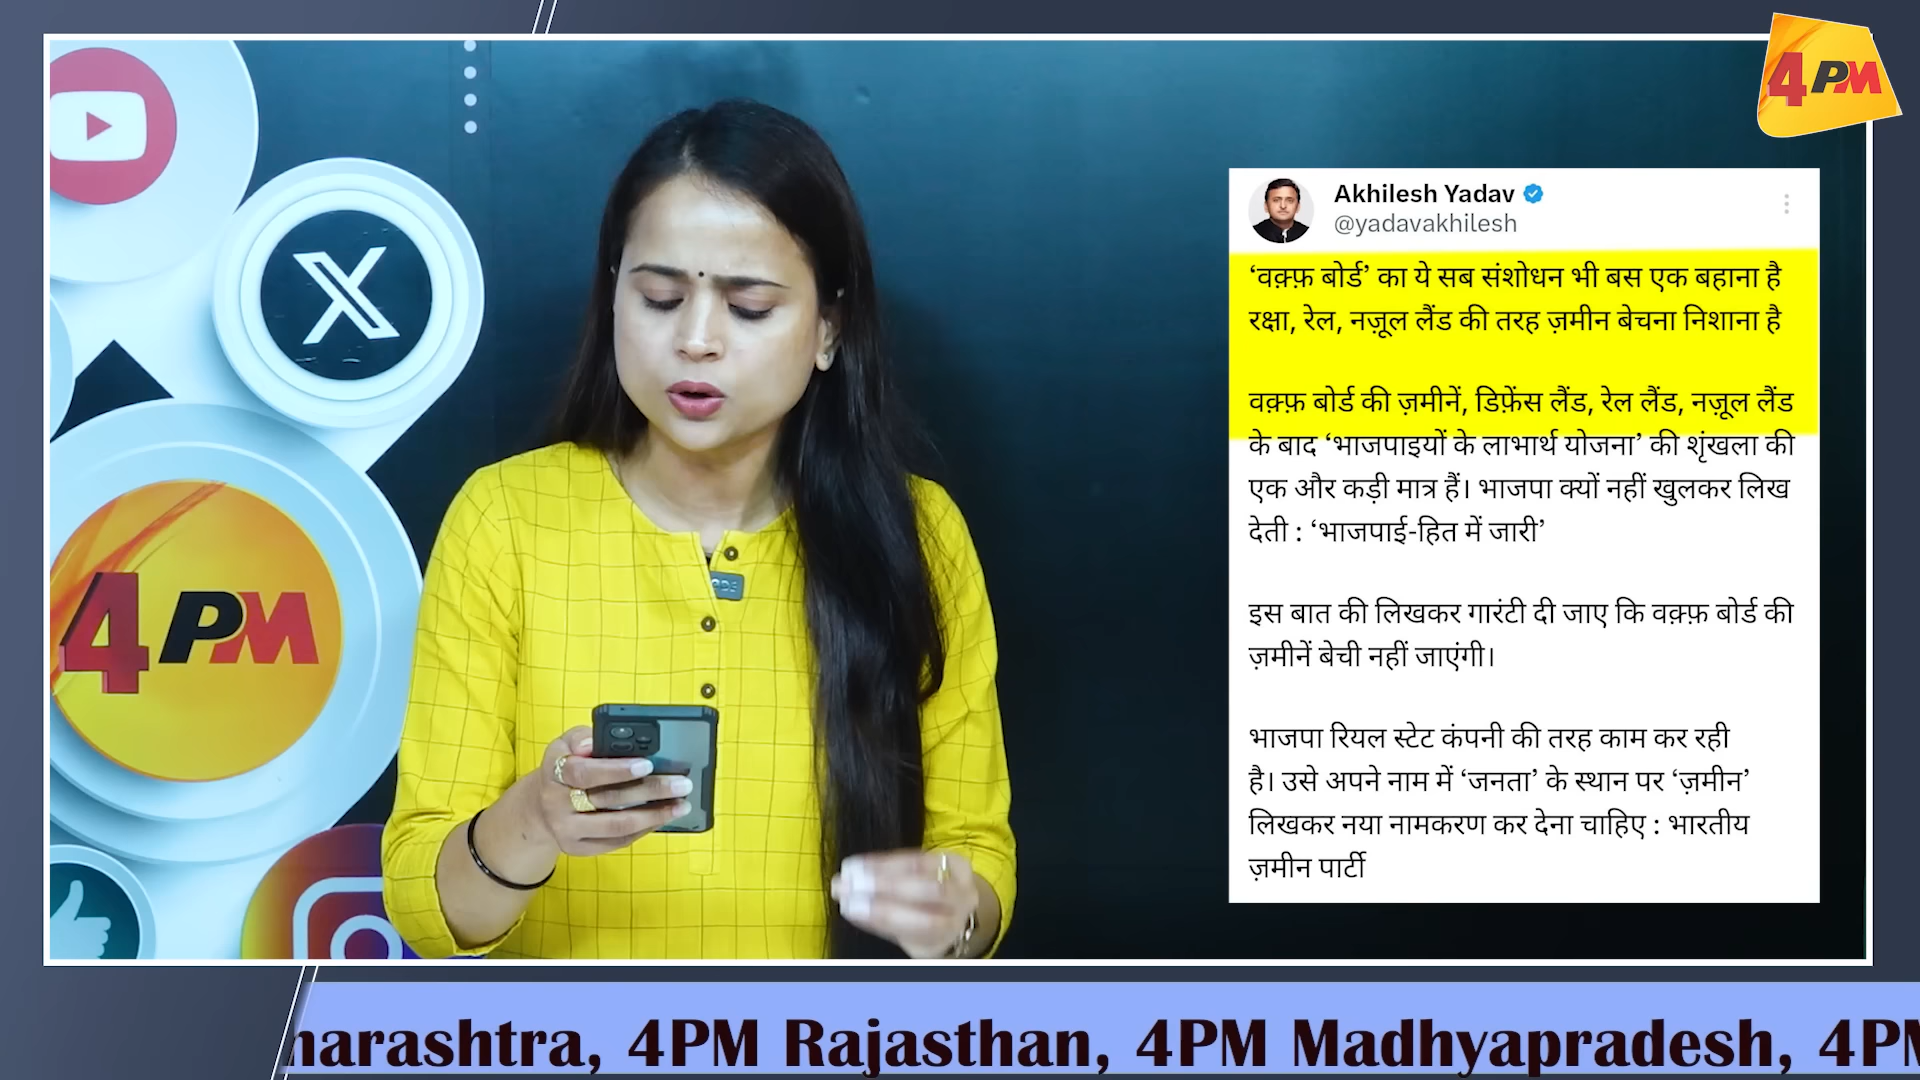 4PM
4PM
Akhilesh Yadav
@yadavakhilesh
‘वक़्फ़ बोर्ड’ का ये सब संशोधन भी बस एक बहाना है
रक्षा, रेल, नज़ूल लैंड की तरह ज़मीन बेचना निशाना है
वक़्फ़ बोर्ड की ज़मीनें, डिफ़ेंस लैंड, रेल लैंड, नज़ूल लैंड
के बाद ‘भाजपाइयों के लाभार्थ योजना’ की शृंखला की
एक और कड़ी मात्र हैं। भाजपा क्यों नहीं खुलकर लिख
देती : ‘भाजपाई-हित में जारी’
इस बात की लिखकर गारंटी दी जाए कि वक़्फ़ बोर्ड की
ज़मीनें बेची नहीं जाएंगी।
भाजपा रियल स्टेट कंपनी की तरह काम कर रही
है। उसे अपने नाम में ‘जनता’ के स्थान पर ‘ज़मीन’
लिखकर नया नामकरण कर देना चाहिए : भारतीय
ज़मीन पार्टी
harashtra, 4PM Rajasthan, 4PM Madhyapradesh, 4PM